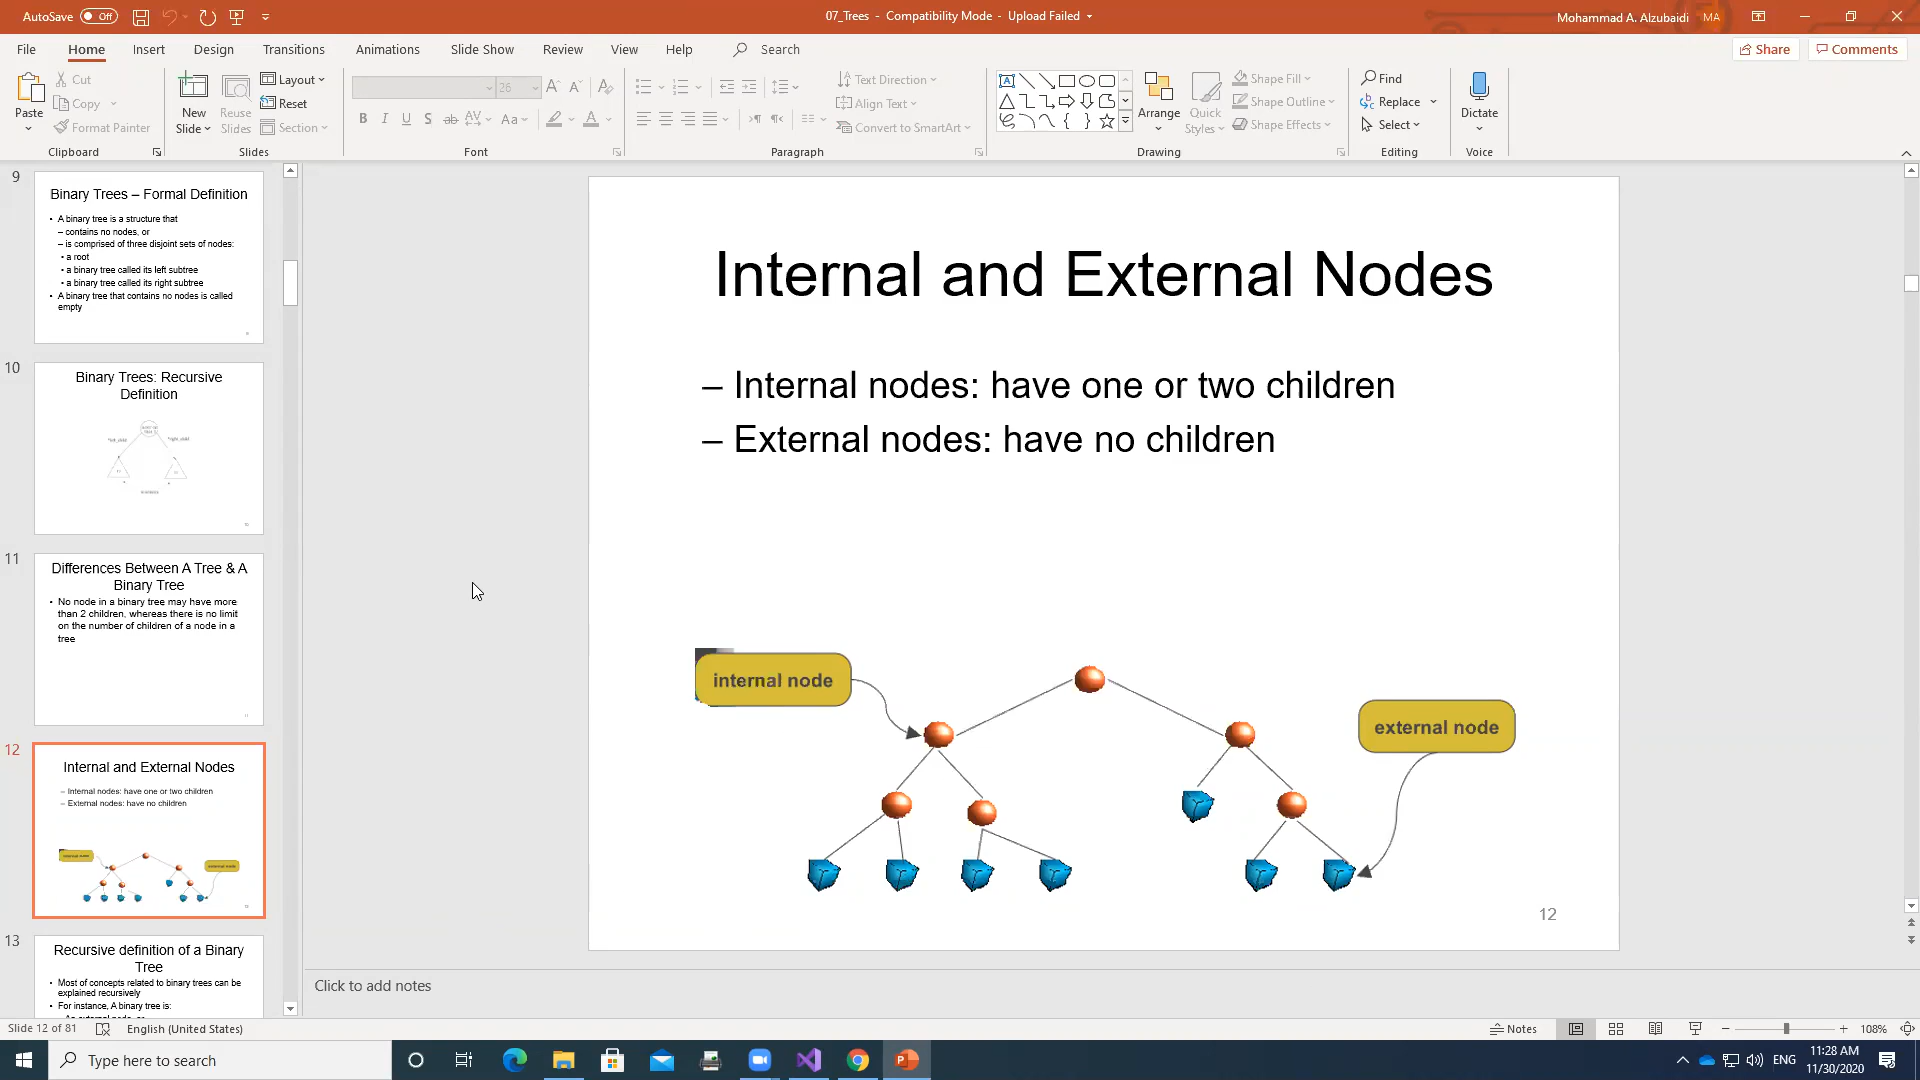 AutoSave Off
07_Trees - Compatibility Mode - Upload Failed
Mohammad A. Alzubaidi MA
File Home Insert Design Transitions Animations Slide Show Review View Help Search
Share Comments
Paste
Cut
Copy
Format Painter
Clipboard
New Slide
Reuse Slides
Layout
Reset
Section
Slides
26
B I U S ab AV Aa A
Font
Text Direction
Align Text
Convert to SmartArt
Paragraph
Arrange
Quick Styles
Shape Fill
Shape Outline
Shape Effects
Drawing
Find
Replace
Select
Editing
Dictate
Voice
9
Binary Trees – Formal Definition
• A binary tree is a structure that
– contains no nodes, or
– is comprised of three disjoint sets of nodes:
• a root
• a binary tree called its left subtree
• a binary tree called its right subtree
• A binary tree that contains no nodes is called
empty
10
Binary Trees: Recursive
Definition
11
Differences Between A Tree & A
Binary Tree
• No node in a binary tree may have more
than 2 children, whereas there is no limit
on the number of children of a node in a
tree
12
Internal and External Nodes
– Internal nodes: have one or two children
– External nodes: have no children
13
Recursive definition of a Binary
Tree
• Most of concepts related to binary trees can be
explained recursively
• For instance, A binary tree is:
Internal and External Nodes
– Internal nodes: have one or two children
– External nodes: have no children
internal node
external node
12
Click to add notes
Slide 12 of 81 English (United States)
Notes 108%
Type here to search
ENG
11:28 AM
11/30/2020